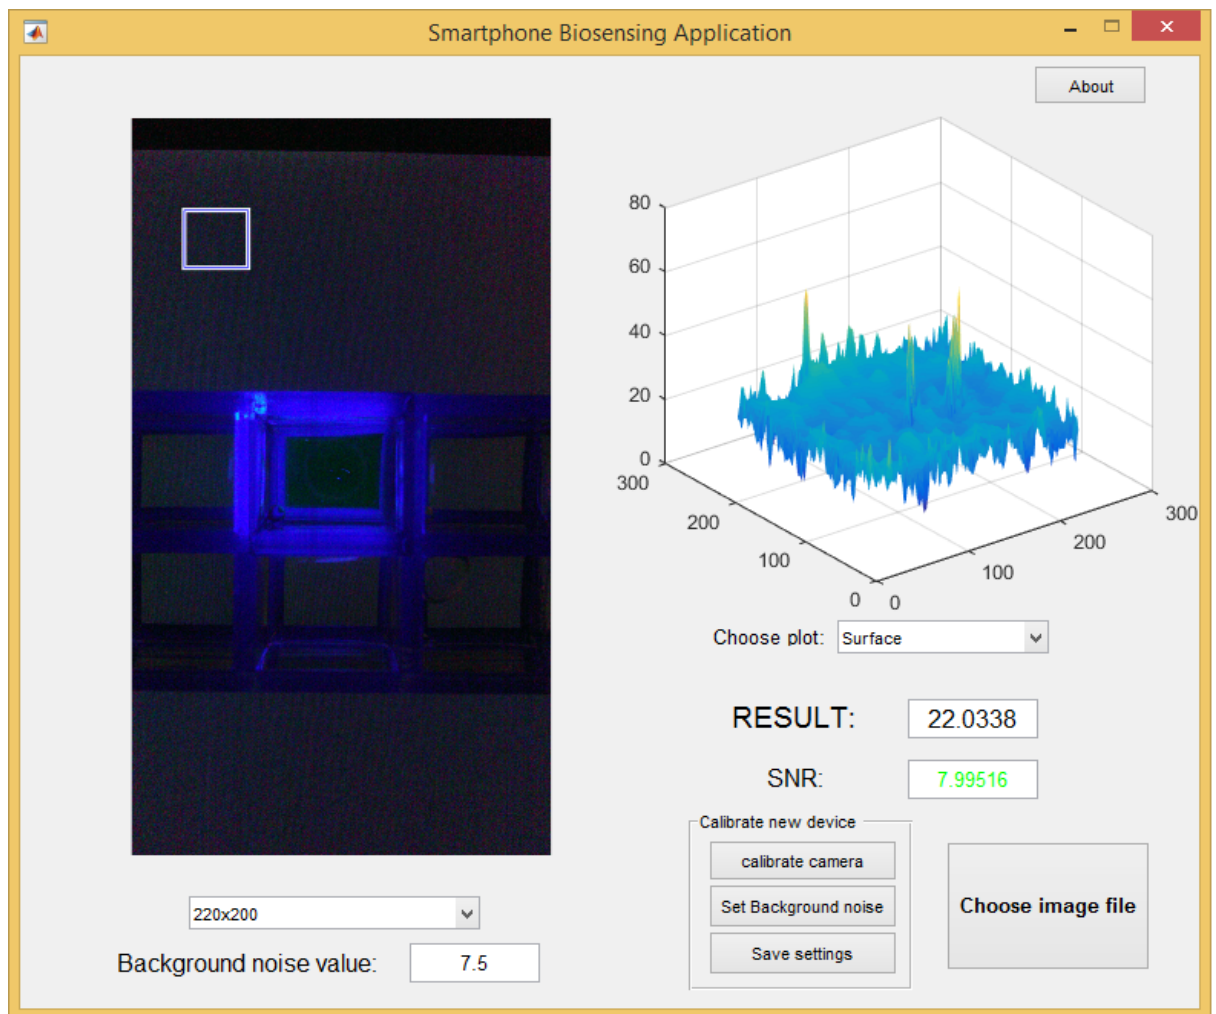 Smartphone Biosensing Application
About
80
60
40
20
0
300
200
100
0
0
100
200
300
Choose plot: Surface
RESULT: 22.0338
SNR: 7.99516
Calibrate new device
calibrate camera
Set Background noise
Save settings
Choose image file
220x200
Background noise value: 7.5